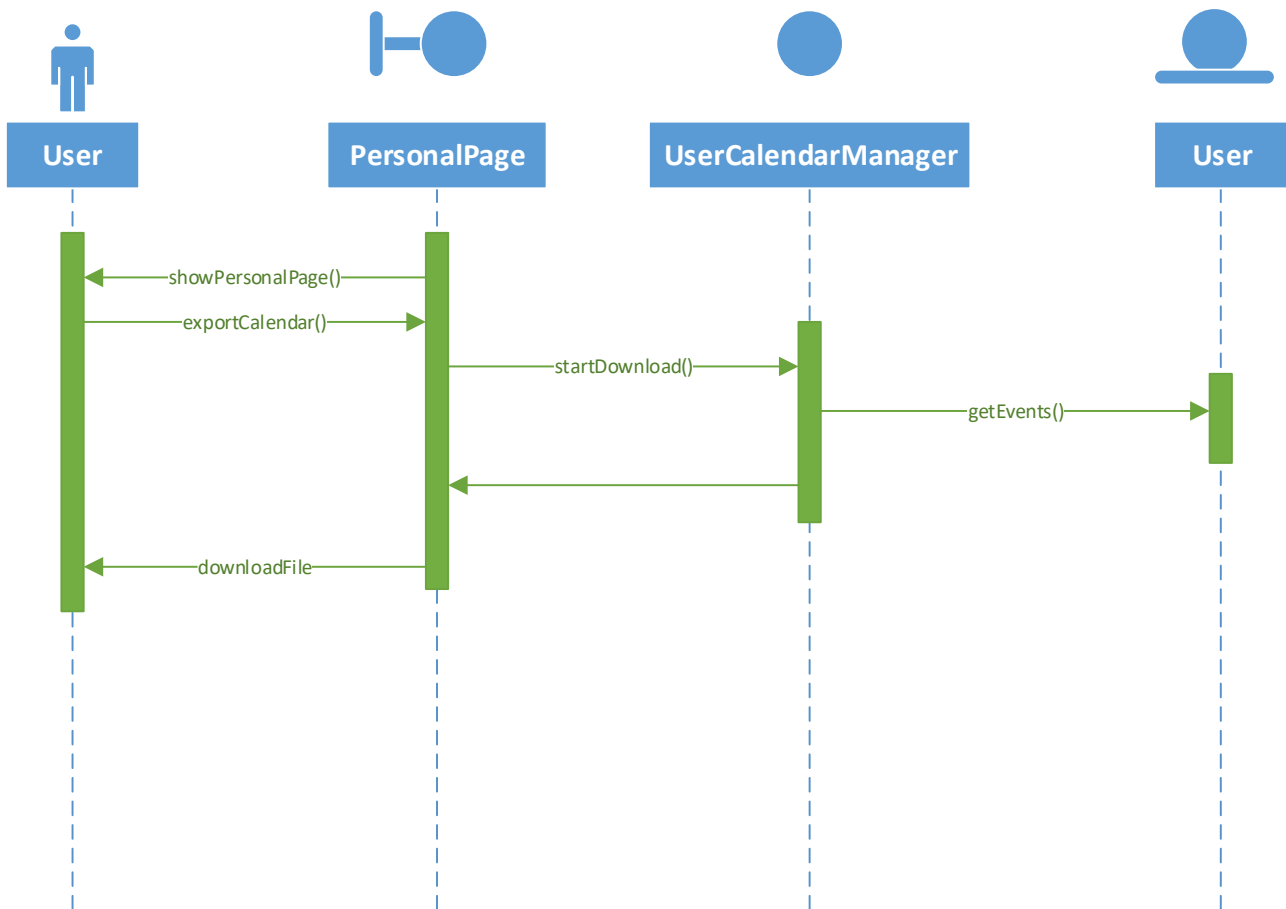 User
PersonalPage
UserCalendarManager
User
showPersonalPage()
exportCalendar()
startDownload()
getEvents()
downloadFile